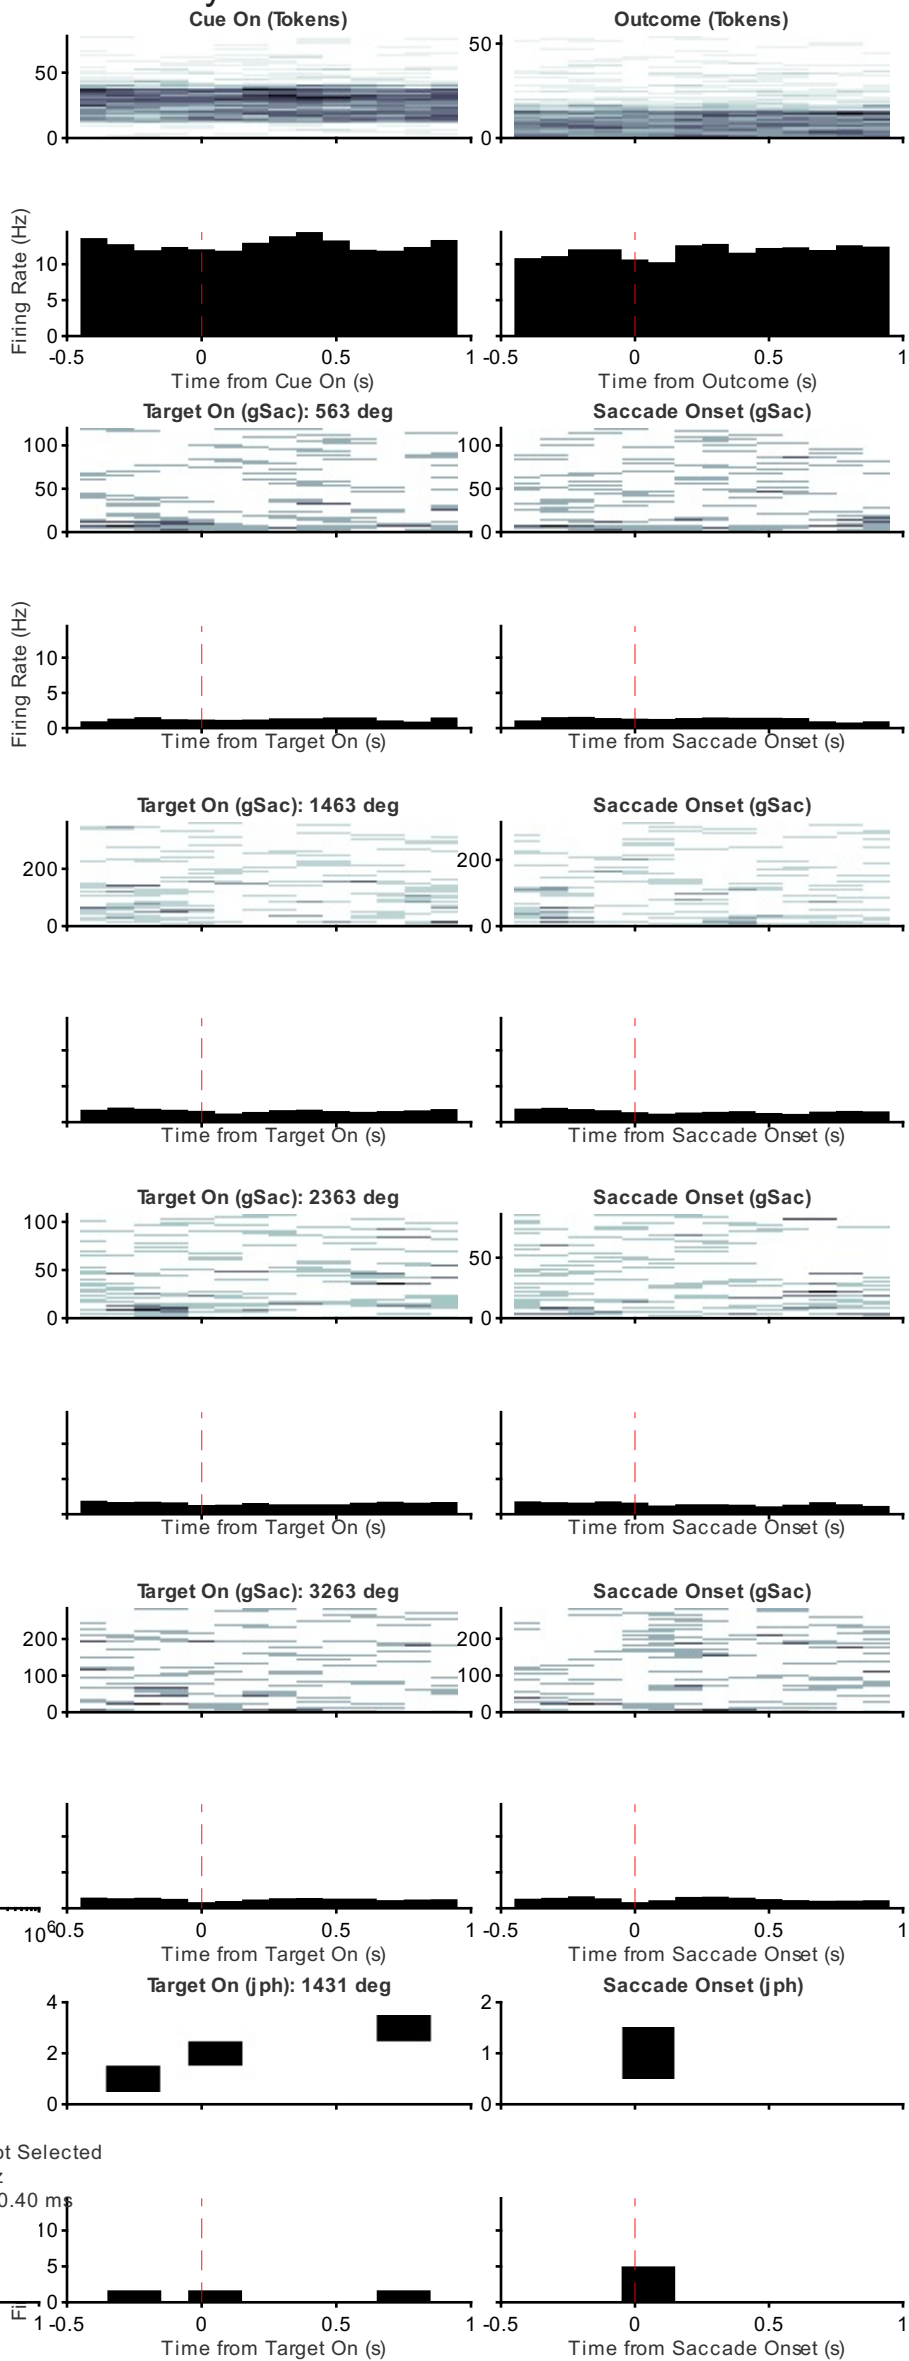 y
Cue On (Tokens)
Outcome (Tokens)
50
0
50
0
Firing Rate (Hz)
10
5
0
-0.5 0 0.5 1
-0.5 0 0.5 1
Time from Cue On (s)
Time from Outcome (s)
Target On (gSac): 563 deg
Saccade Onset (gSac)
100
50
0
100
50
0
Firing Rate (Hz)
10
5
0
Time from Target On (s)
Time from Saccade Onset (s)
Target On (gSac): 1463 deg
Saccade Onset (gSac)
200
0
200
0
Time from Target On (s)
Time from Saccade Onset (s)
Target On (gSac): 2363 deg
Saccade Onset (gSac)
100
50
0
50
0
Time from Target On (s)
Time from Saccade Onset (s)
Target On (gSac): 3263 deg
Saccade Onset (gSac)
200
100
0
200
100
0
10^6
-0.5 0 0.5 1
-0.5 0 0.5 1
Time from Target On (s)
Time from Saccade Onset (s)
Target On (jph): 1431 deg
Saccade Onset (jph)
4
2
0
2
1
0
ot Selected
z
0.40 ms
10
5
0
Fi
1
-0.5 0 0.5 1
-0.5 0 0.5 1
Time from Target On (s)
Time from Saccade Onset (s)